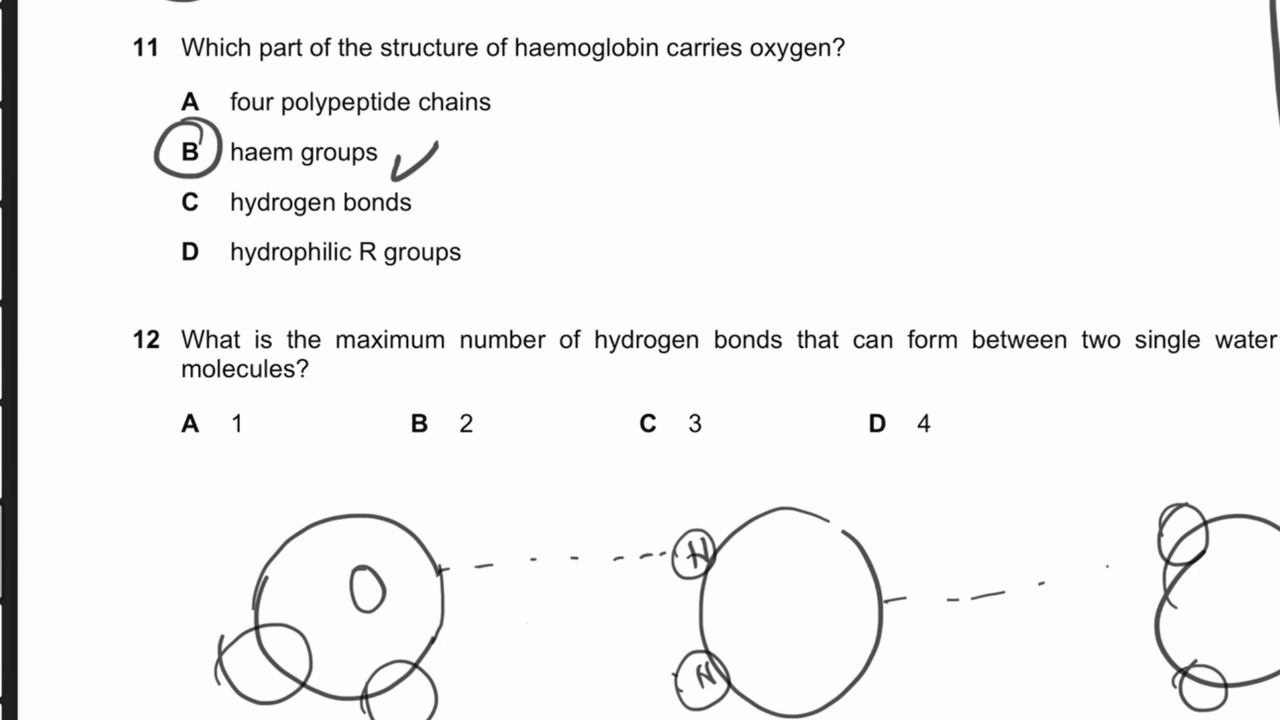 11 Which part of the structure of haemoglobin carries oxygen?
A four polypeptide chains
B haem groups
C hydrogen bonds
D hydrophilic R groups
12 What is the maximum number of hydrogen bonds that can form between two single water
molecules?
A 1 B 2 C 3 D 4
O H
H